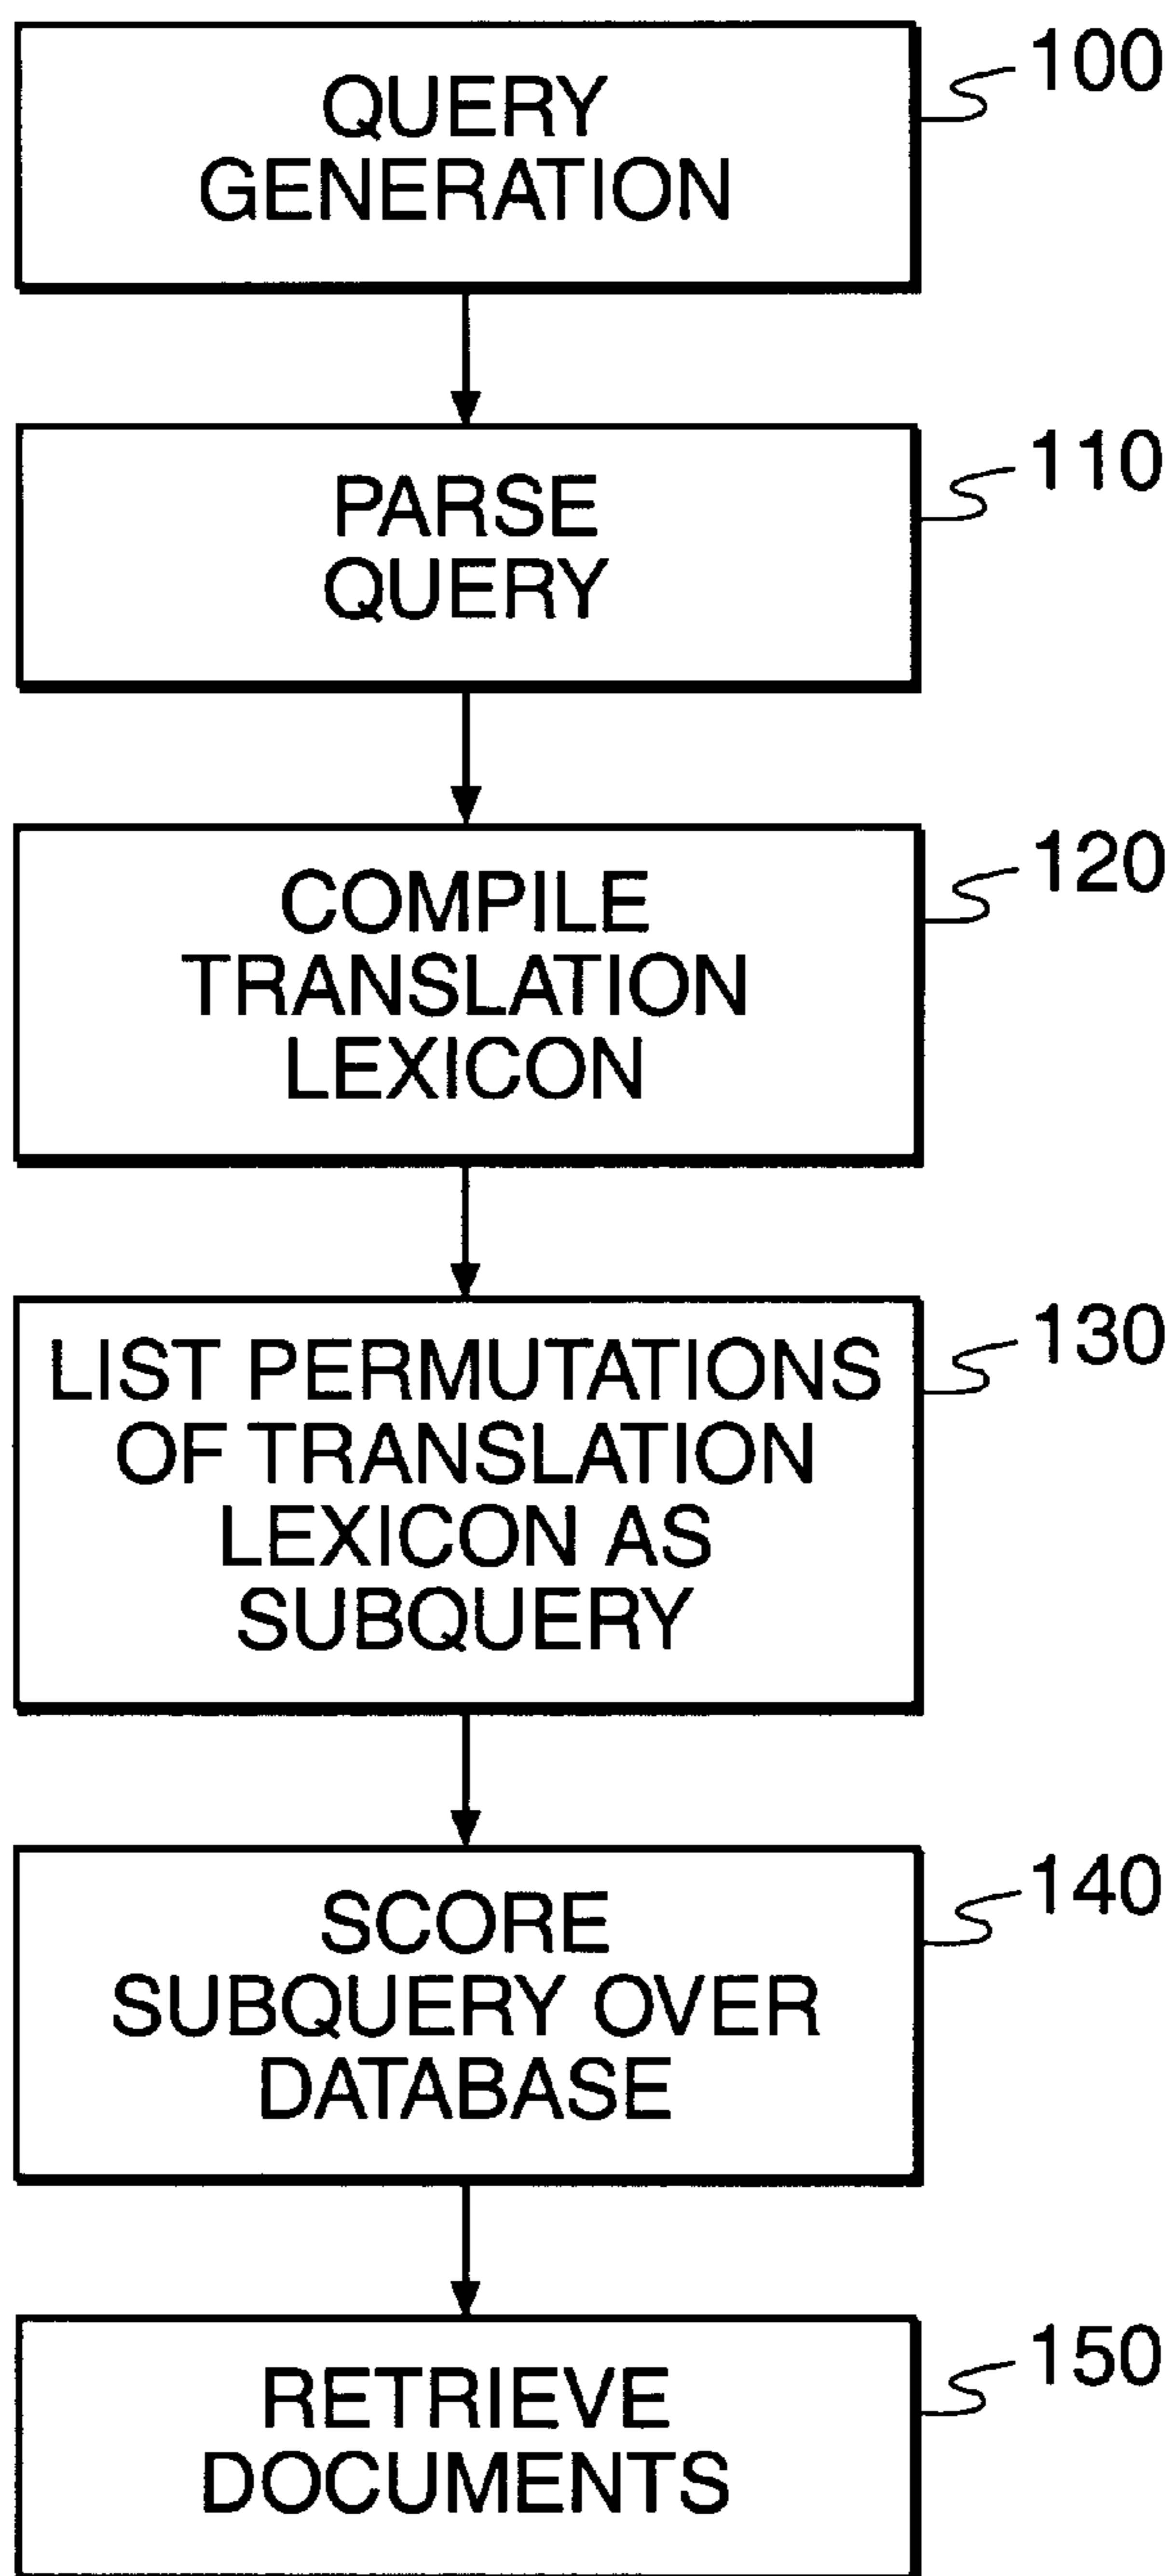 QUERY
GENERATION
100
PARSE
QUERY
110
COMPILE
TRANSLATION
LEXICON
120
LIST PERMUTATIONS
OF TRANSLATION
LEXICON AS
SUBQUERY
130
SCORE
SUBQUERY OVER
DATABASE
140
RETRIEVE
DOCUMENTS
150